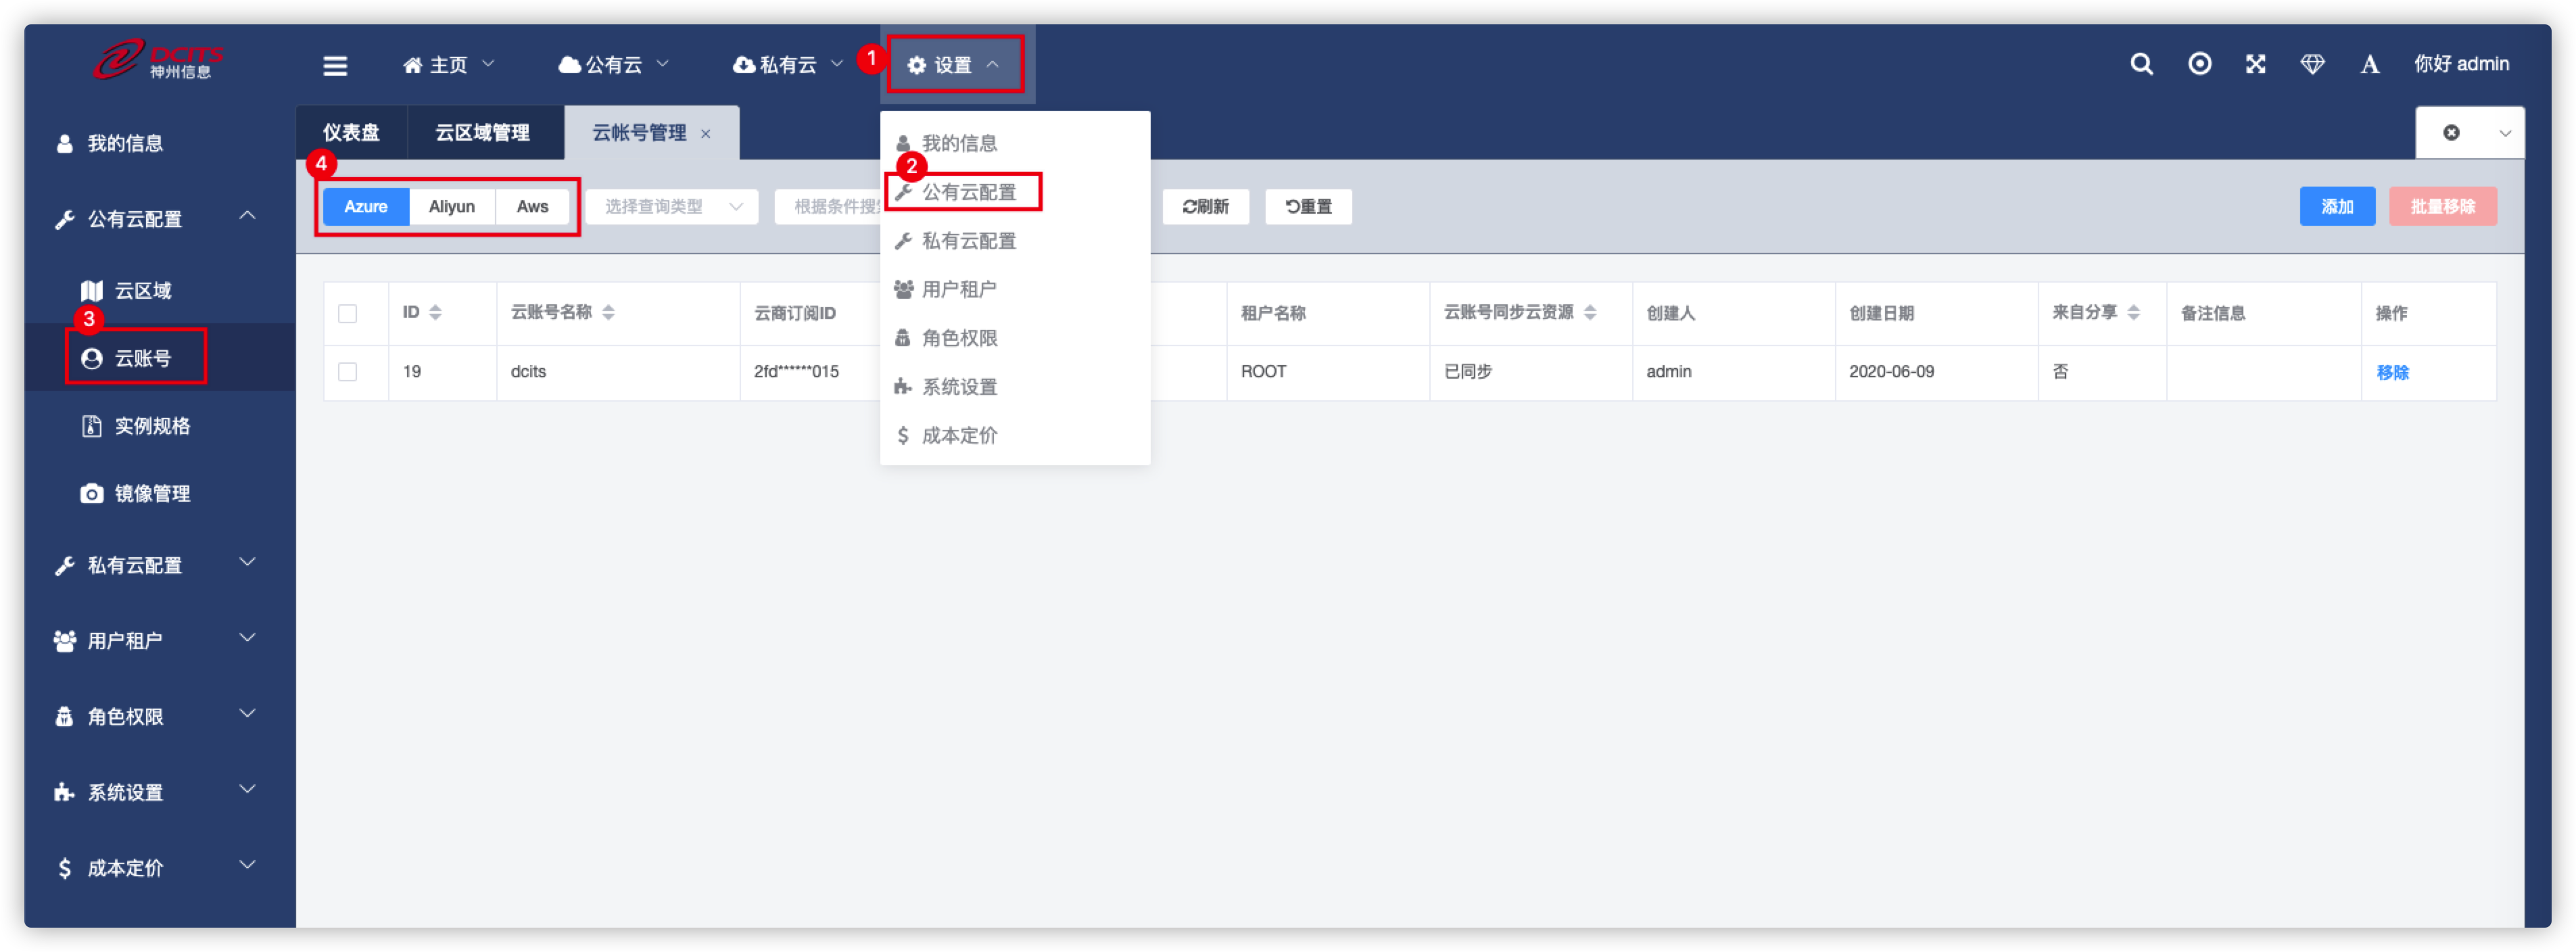 DCITS
神州信息
主页
公有云
私有云
1
设置
你好 admin
我的信息
公有云配置
云区域
3
云账号
实例规格
镜像管理
私有云配置
用户租户
角色权限
系统设置
成本定价
仪表盘
云区域管理
云帐号管理 ×
4
Azure
Aliyun
Aws
选择查询类型
根据条件搜
刷新
重置
添加
批量移除
我的信息
2
公有云配置
私有云配置
用户租户
角色权限
系统设置
成本定价
ID
云账号名称
云商订阅ID
租户名称
云账号同步云资源
创建人
创建日期
来自分享
备注信息
操作
19
dcits
2fd******015
ROOT
已同步
admin
2020-06-09
否
移除